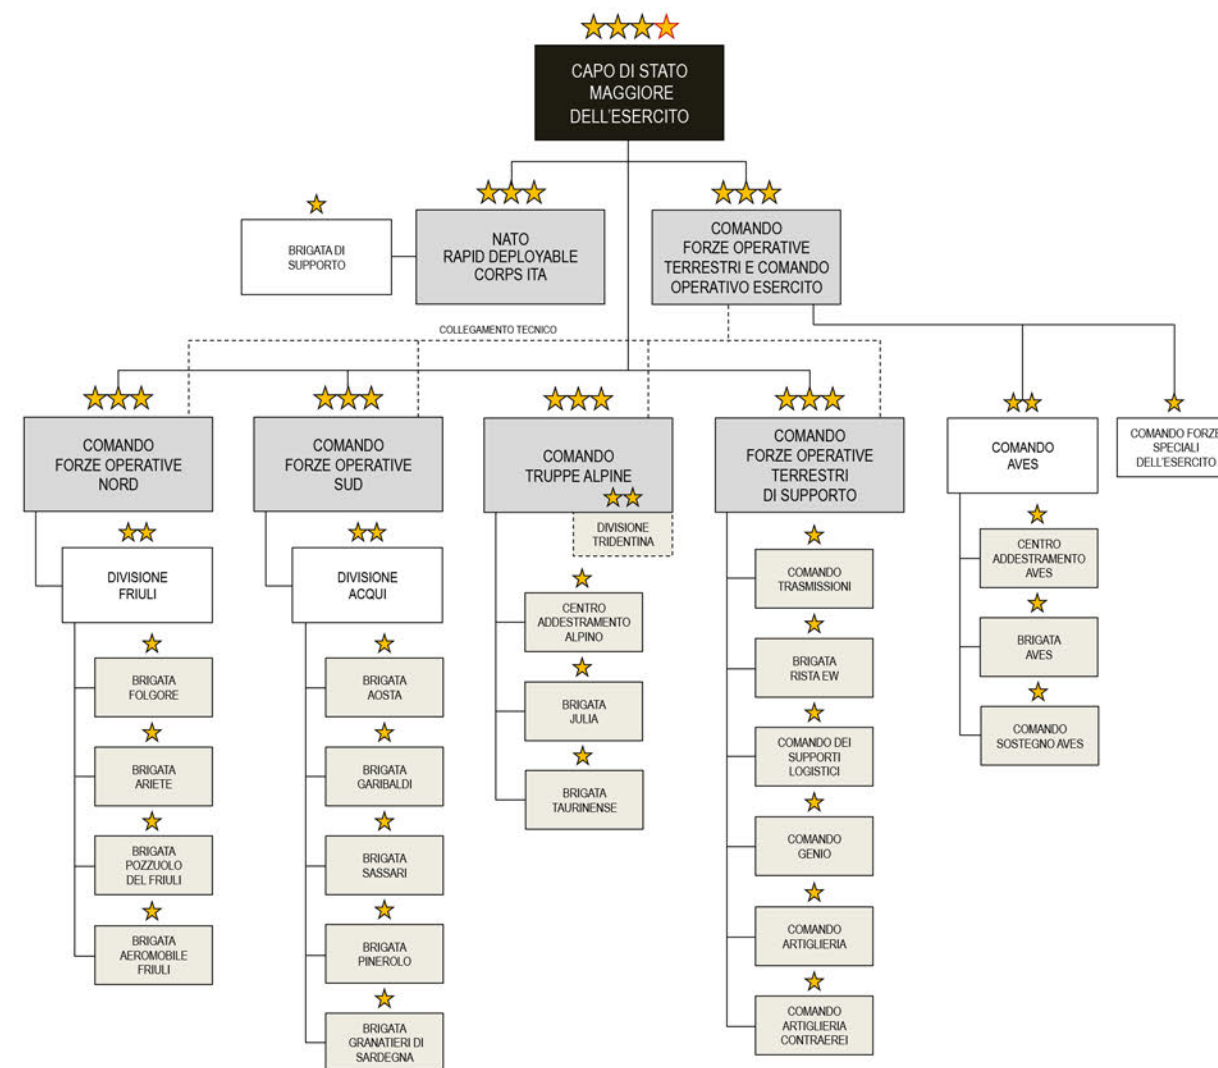 CAPO DI STATO
MAGGIORE
DELL'ESERCITO
BRIGATA DI
SUPPORTO
NATO
RAPID DEPLOYABLE
CORPS ITA
COMANDO
FORZE OPERATIVE
TERRESTRI E COMANDO
OPERATIVO ESERCITO
COLLEGAMENTO TECNICO
COMANDO
FORZE OPERATIVE
NORD
COMANDO
FORZE OPERATIVE
SUD
COMANDO
TRUPPE ALPINE
DIVISIONE
TRIDENTINA
COMANDO
FORZE OPERATIVE
TERRESTRI
DI SUPPORTO
COMANDO
AVES
COMANDO FORZE
SPECIALI
DELL'ESERCITO
DIVISIONE
FRIULI
BRIGATA
FOLGORE
BRIGATA
ARIETE
BRIGATA
POZZUOLO
DEL FRIULI
BRIGATA
AEROMOBILE
FRIULI
DIVISIONE
ACQUI
BRIGATA
AOSTA
BRIGATA
GARIBALDI
BRIGATA
SASSARI
BRIGATA
PINEROLO
BRIGATA
GRANATIERI DI
SARDEGNA
CENTRO
ADDESTRAMENTO
ALPINO
BRIGATA
JULIA
BRIGATA
TAURINENSE
COMANDO
TRASMISSIONI
BRIGATA
RISTA EW
COMANDO DEI
SUPPORTI
LOGISTICI
COMANDO
GENIO
COMANDO
ARTIGLIERIA
COMANDO
ARTIGLIERIA
CONTRAEREI
CENTRO
ADDESTRAMENTO
AVES
BRIGATA
AVES
COMANDO
SOSTEGNO AVES